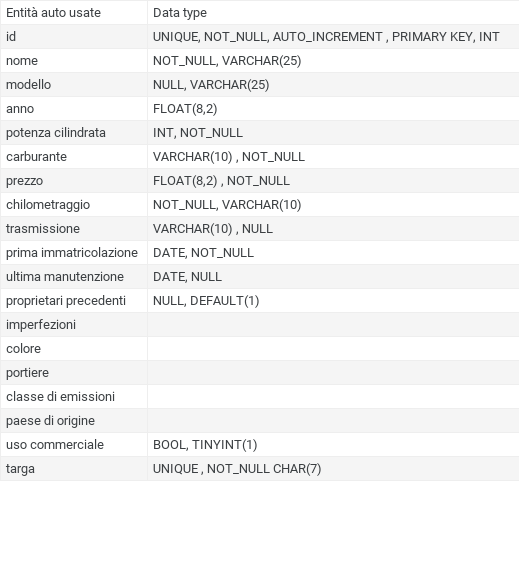 Entità auto usate Data type
id UNIQUE, NOT_NULL, AUTO_INCREMENT , PRIMARY KEY, INT
nome NOT_NULL, VARCHAR(25)
modello NULL, VARCHAR(25)
anno FLOAT(8,2)
potenza cilindrata INT, NOT_NULL
carburante VARCHAR(10) , NOT_NULL
prezzo FLOAT(8,2) , NOT_NULL
chilometraggio NOT_NULL, VARCHAR(10)
trasmissione VARCHAR(10) , NULL
prima immatricolazione DATE, NOT_NULL
ultima manutenzione DATE, NULL
proprietari precedenti NULL, DEFAULT(1)
imperfezioni
colore
portiere
classe di emissioni
paese di origine
uso commerciale BOOL, TINYINT(1)
targa UNIQUE , NOT_NULL CHAR(7)